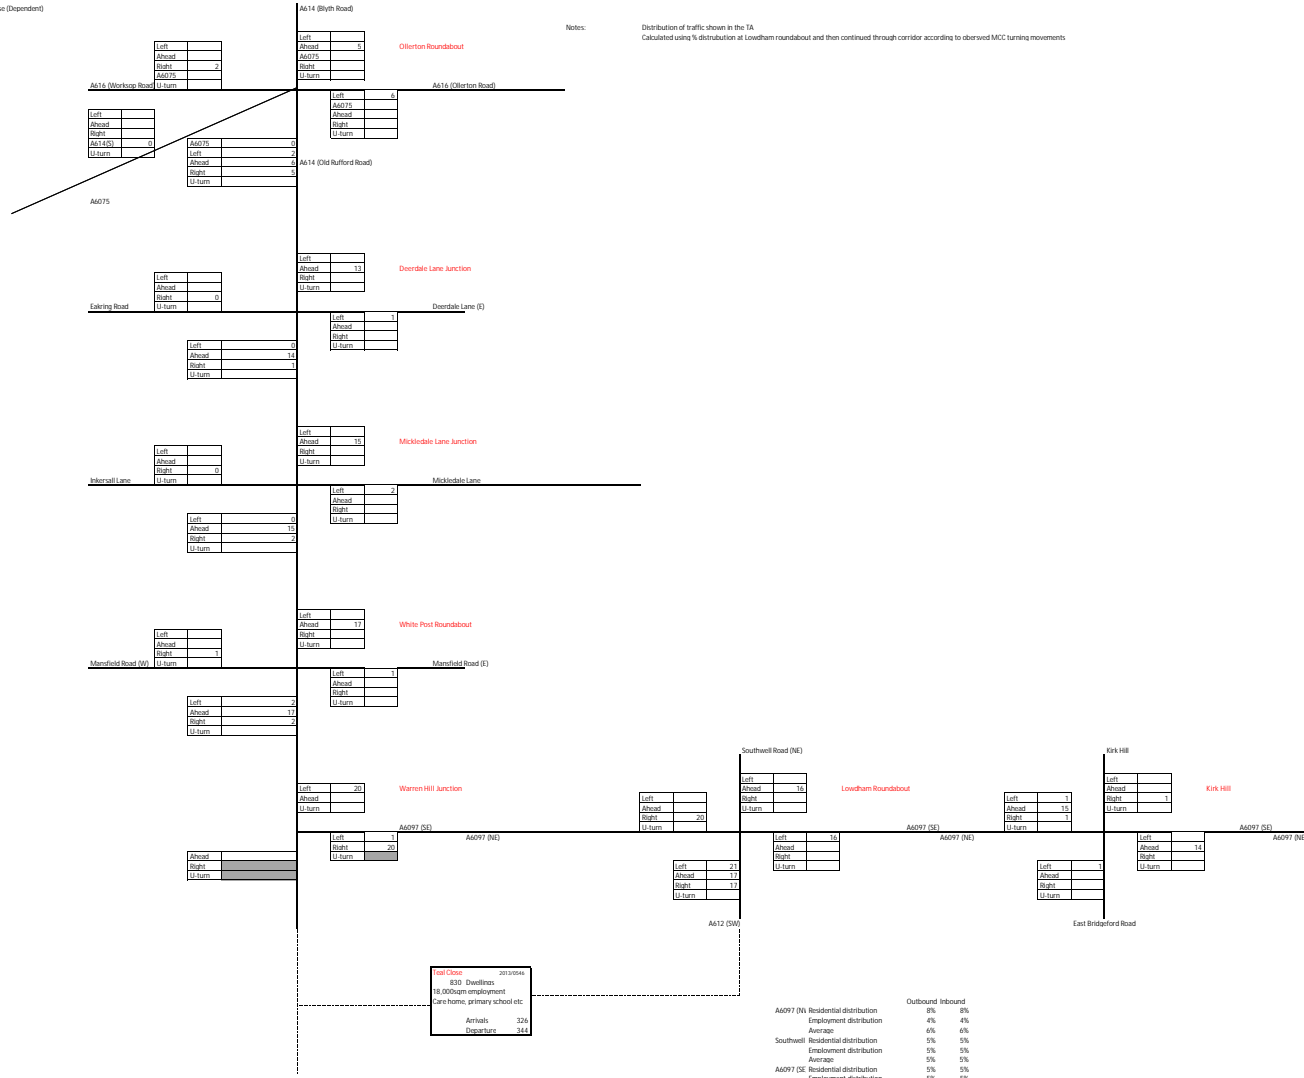 se (Dependent)
A614 (Blyth Road)
Notes: Distribution of traffic shown in the TA
Calculated using % distrubution at Lowdham roundabout and then continued through corridor according to obersved MCC turning movements
Left
Ahead 5
A6075
Right
U-turn
Ollerton Roundabout
Left
Ahead
Right 2
A6075
U-turn
A616 (Worksop Road)
A616 (Ollerton Road)
Left 6
A6075
Ahead
Right
U-turn
Left
Ahead
Right
A614(S) 0
U-turn
A6075 0
Left 2
Ahead 6
Right 5
U-turn
A614 (Old Rufford Road)
A6075
Left
Ahead 13
Right
U-turn
Deerdale Lane Junction
Left
Ahead
Right 0
U-turn
Eakring Road
Deerdale Lane (E)
Left 1
Ahead
Right
U-turn
Left 0
Ahead 14
Right 1
U-turn
Left
Ahead 15
Right
U-turn
Mickledale Lane Junction
Left
Ahead
Right 0
U-turn
Inkersall Lane
Mickledale Lane
Left 2
Ahead
Right
U-turn
Left 0
Ahead 15
Right 2
U-turn
Left
Ahead 17
Right
U-turn
White Post Roundabout
Left
Ahead
Right 1
U-turn
Mansfield Road (W)
Mansfield Road (E)
Left 1
Ahead
Right
U-turn
Left 2
Ahead 17
Right 2
U-turn
Left 20
Ahead
U-turn
Warren Hill Junction
A6097 (SE)
A6097 (NE)
Left 1
Right 20
U-turn
Ahead
Right
U-turn
Southwell Road (NE)
Left
Ahead 16
Right
U-turn
Lowdham Roundabout
Left
Ahead
Right 20
U-turn
A6097 (SE)
A6097 (NE)
Left 16
Ahead
Right
U-turn
Left 21
Ahead 17
Right 17
U-turn
A612 (SW)
Kirk Hill
Left
Ahead
Right 1
U-turn
Kirk Hill
Left 1
Ahead 15
Right 1
U-turn
A6097 (SE)
A6097 (NE
Left
Ahead 14
Right
U-turn
Left 1
Ahead
Right
U-turn
East Bridgeford Road
Teal Close 2013/0546
830 Dwellings
18,000sqm employment
Care home, primary school etc
Arrivals 326
Departure 344
Outbound Inbound
A6097 (NW Residential distribution 8% 8%
Employment distribution 4% 4%
Average 6% 6%
Southwell Residential distribution 5% 5%
Employment distribution 5% 5%
Average 5% 5%
A6097 (SE Residential distribution 5% 5%
Employment distribution 5% 5%